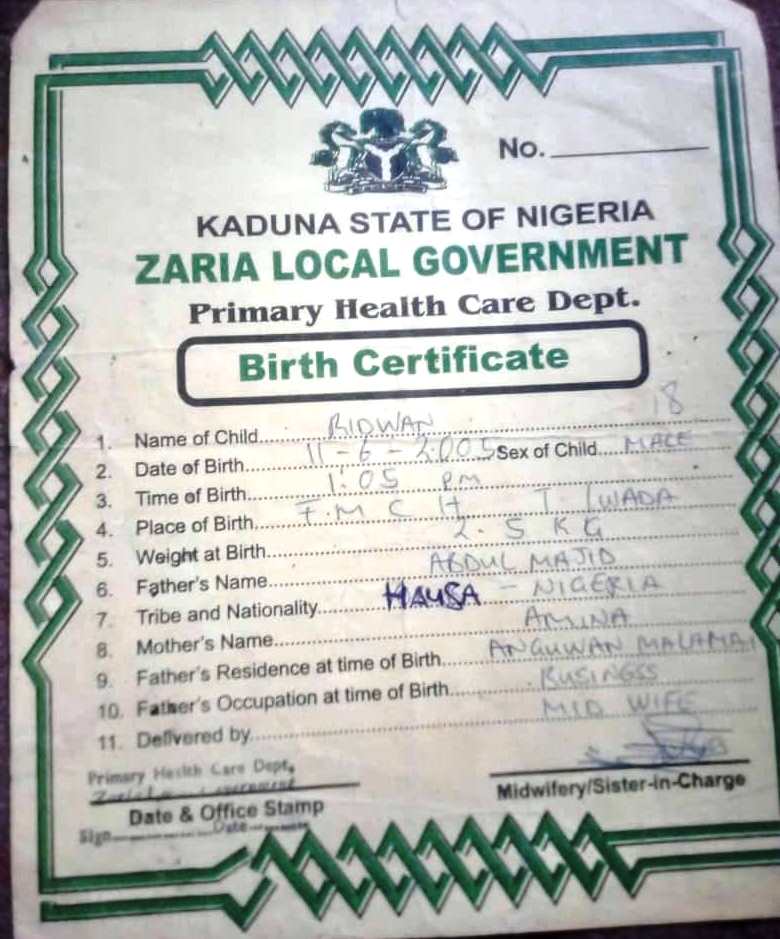 No.
KADUNA STATE OF NIGERIA
ZARIA LOCAL GOVERNMENT
Primary Health Care Dept.
Birth Certificate
18
1. Name of Child RIDWAN
2. Date of Birth 11-6-2005 Sex of Child MALE
3. Time of Birth 1:05 PM
4. Place of Birth F.M C H T/WADA
5. Weight at Birth 2.5 KG
6. Father's Name ABDULMAJID
7. Tribe and Nationality HAUSA - NIGERIA
8. Mother's Name AMINA
9. Father's Residence at time of Birth ANGUWAN MALAMAI
10. Father's Occupation at time of Birth BUSINESS
11. Delivered by MID WIFE
Primary Health Care Dept.
Date & Office Stamp
Midwifery/Sister-in-Charge
Sign Date